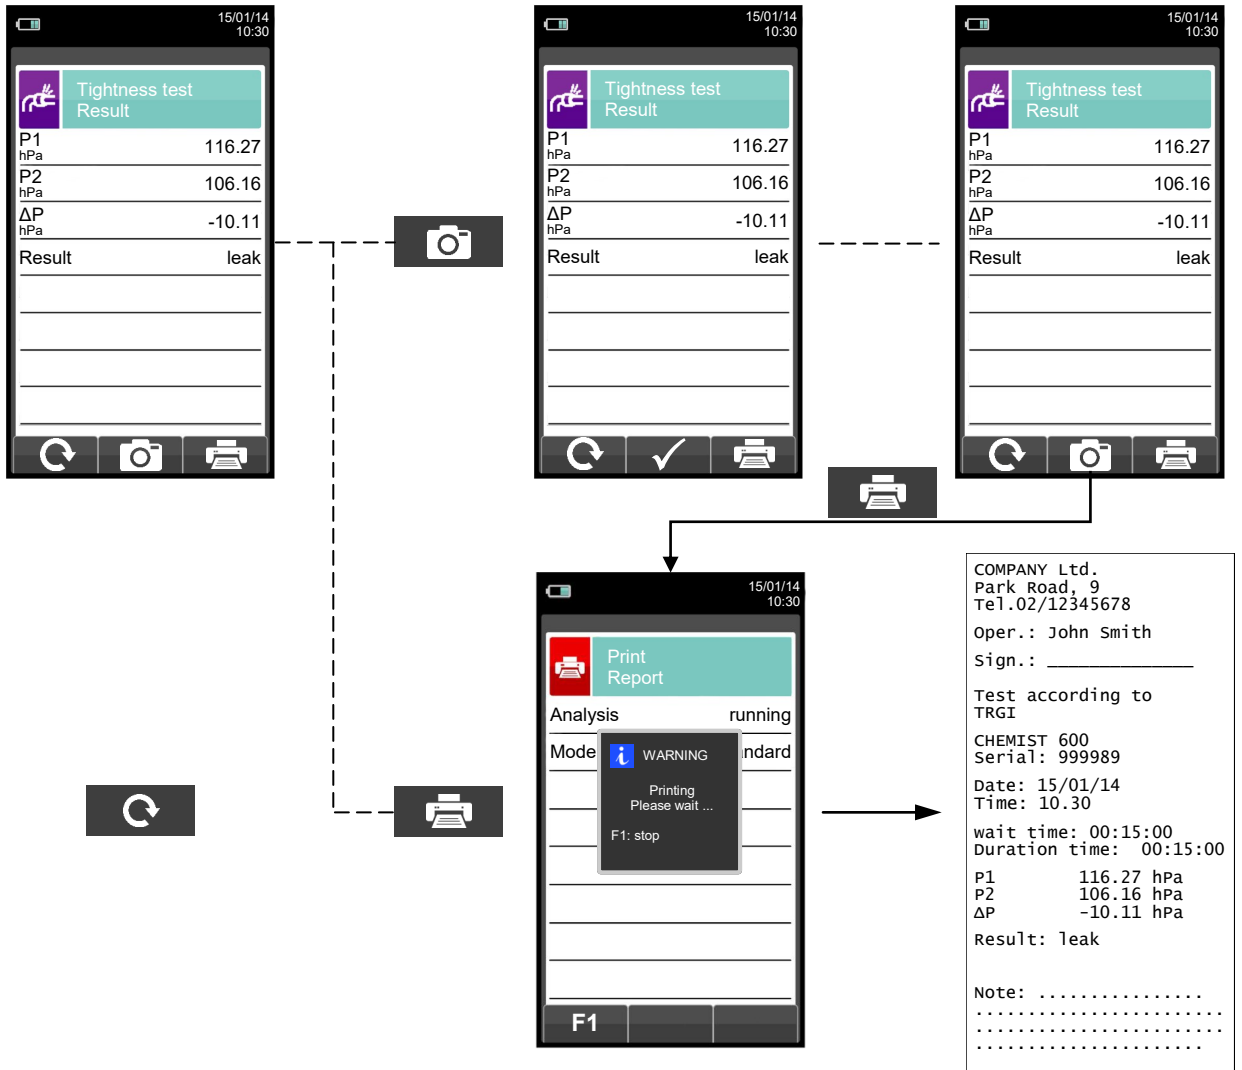 15/01/14
10:30
Tightness test
Result
P1
hPa
116.27
P2
hPa
106.16
ΔP
hPa
-10.11
Result leak
15/01/14
10:30
Tightness test
Result
P1
hPa
116.27
P2
hPa
106.16
ΔP
hPa
-10.11
Result leak
15/01/14
10:30
Tightness test
Result
P1
hPa
116.27
P2
hPa
106.16
ΔP
hPa
-10.11
Result leak
15/01/14
10:30
Print
Report
Analysis running
Mode ndard
i WARNING
Printing
Please wait ...
F1: stop
F1
COMPANY Ltd.
Park Road, 9
Tel.02/12345678
Oper.: John Smith
Sign.: ______________
Test according to
TRGI
CHEMIST 600
Serial: 999989
Date: 15/01/14
Time: 10.30
wait time: 00:15:00
Duration time: 00:15:00
P1 116.27 hPa
P2 106.16 hPa
ΔP -10.11 hPa
Result: leak
Note: ................
........................
........................
......................